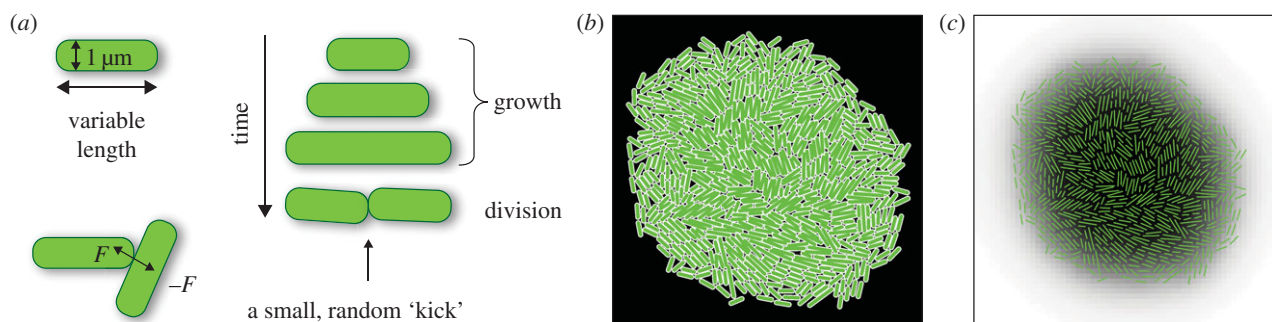 (a)
1 µm
variable
length
F
–F
time
growth
division
a small, random ‘kick’
(b)
(c)